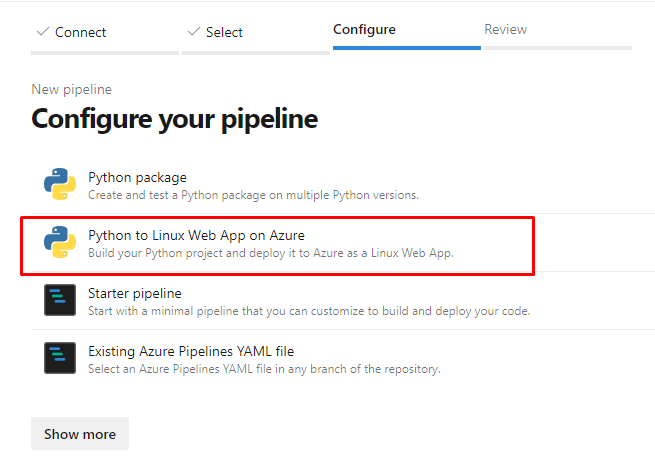 Connect
Select
Configure
Review
New pipeline
Configure your pipeline
Python package
Create and test a Python package on multiple Python versions.
Python to Linux Web App on Azure
Build your Python project and deploy it to Azure as a Linux Web App.
Starter pipeline
Start with a minimal pipeline that you can customize to build and deploy your code.
Existing Azure Pipelines YAML file
Select an Azure Pipelines YAML file in any branch of the repository.
Show more